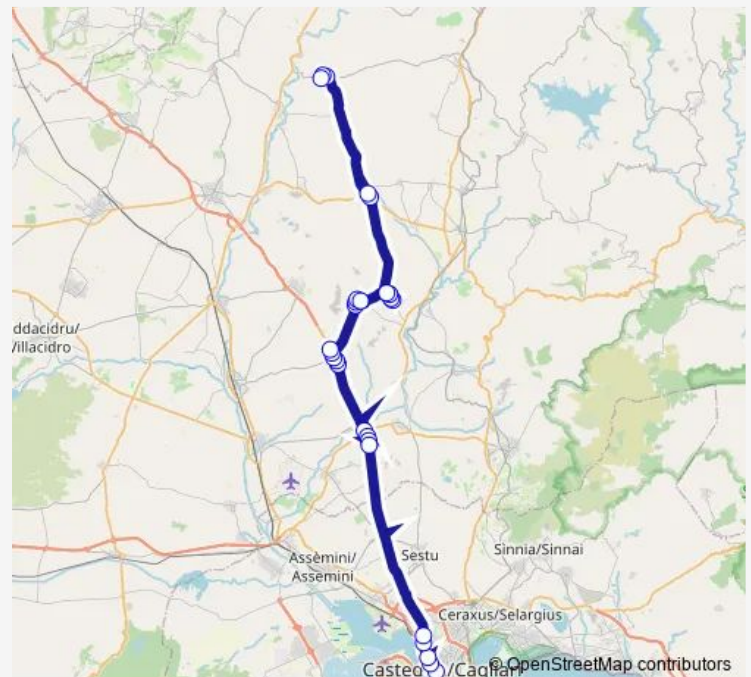 ddacidru/
Villacidro
Assèmini/
Assemini
Sestu
Sinnia/Sinnai
Ceraxus/Selargius
© OpenStreetMap contributors